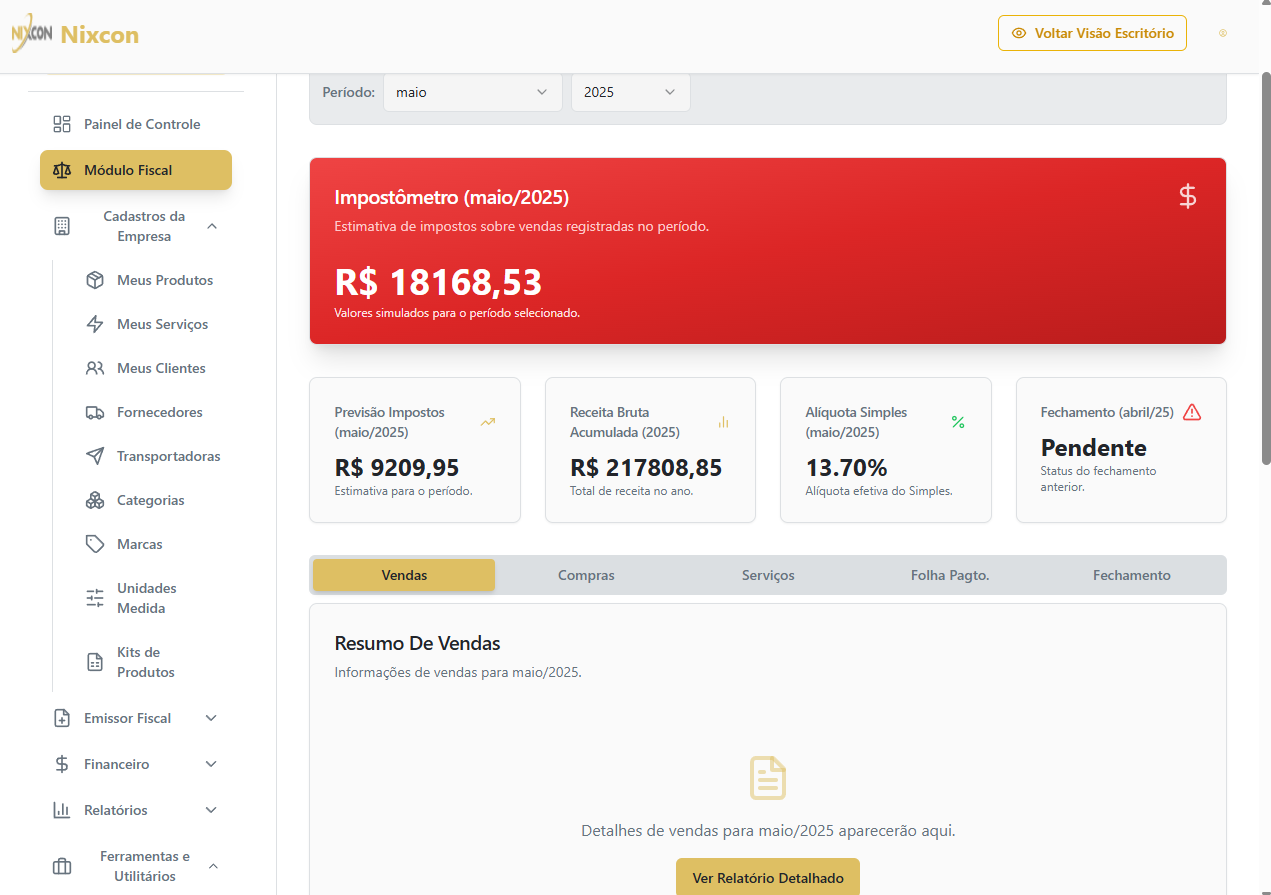 NIXCON Nixcon
Voltar Visão Escritório
Painel de Controle
Módulo Fiscal
Cadastros da
Empresa
Meus Produtos
Meus Serviços
Meus Clientes
Fornecedores
Transportadoras
Categorias
Marcas
Unidades
Medida
Kits de
Produtos
Emissor Fiscal
Financeiro
Relatórios
Ferramentas e
Utilitários
Período: maio 2025
Impostômetro (maio/2025)
Estimativa de impostos sobre vendas registradas no período.
R$ 18168,53
Valores simulados para o período selecionado.
Previsão Impostos
(maio/2025)
R$ 9209,95
Estimativa para o período.
Receita Bruta
Acumulada (2025)
R$ 217808,85
Total de receita no ano.
Alíquota Simples
(maio/2025)
13.70%
Alíquota efetiva do Simples.
Fechamento (abril/25)
Pendente
Status do fechamento
anterior.
Vendas Compras Serviços Folha Pagto. Fechamento
Resumo De Vendas
Informações de vendas para maio/2025.
Detalhes de vendas para maio/2025 aparecerão aqui.
Ver Relatório Detalhado